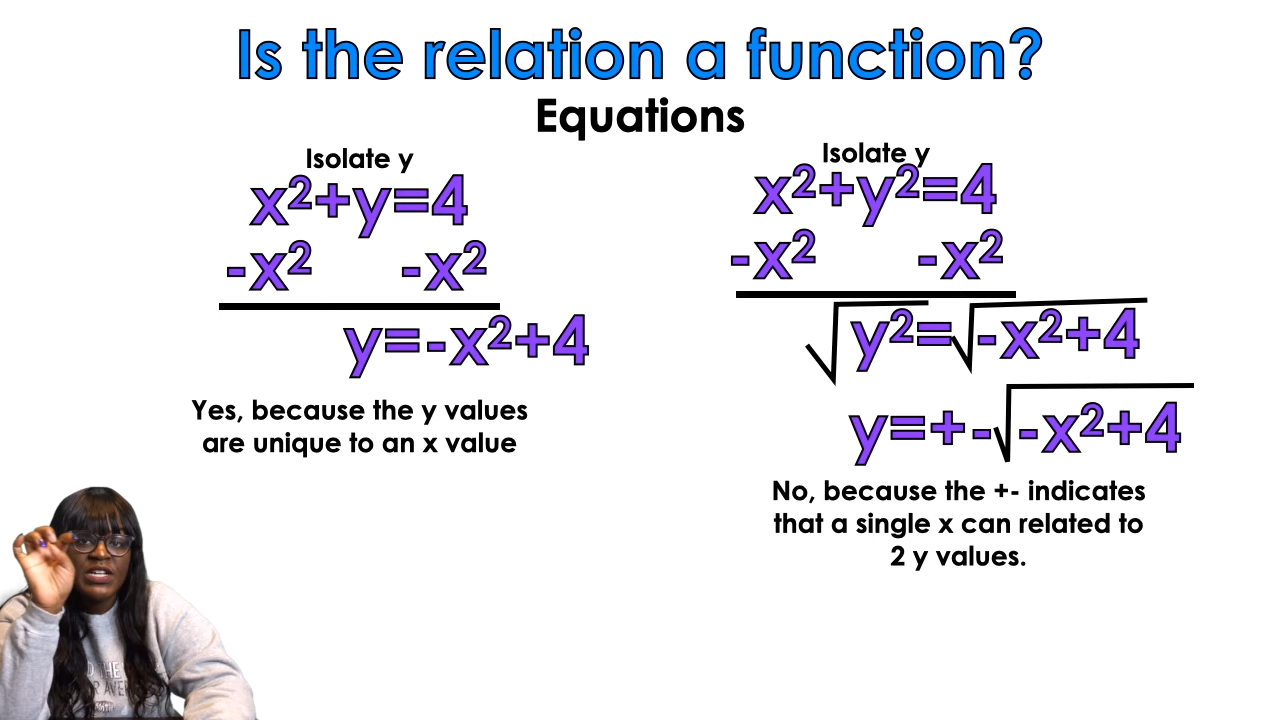 Is the relation a function?
Equations
Isolate y
x²+y=4
-x² -x²
y=-x²+4
Yes, because the y values
are unique to an x value
Isolate y
x²+y²=4
-x² -x²
√y²=√-x²+4
y=+-√-x²+4
No, because the +- indicates
that a single x can related to
2 y values.
THE
AVER